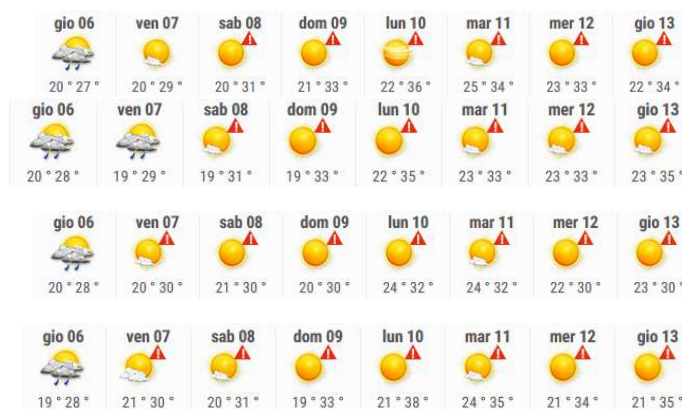 gio 06 ven 07 sab 08 dom 09 lun 10 mar 11 mer 12 gio 13
20 ° 27 ° 20 ° 29 ° 20 ° 31 ° 21 ° 33 ° 22 ° 36 ° 25 ° 34 ° 23 ° 33 ° 22 ° 34 °
gio 06 ven 07 sab 08 dom 09 lun 10 mar 11 mer 12 gio 13
20 ° 28 ° 19 ° 29 ° 19 ° 31 ° 19 ° 33 ° 22 ° 35 ° 23 ° 33 ° 23 ° 33 ° 23 ° 35 °
gio 06 ven 07 sab 08 dom 09 lun 10 mar 11 mer 12 gio 13
20 ° 28 ° 20 ° 30 ° 21 ° 30 ° 20 ° 30 ° 24 ° 32 ° 24 ° 32 ° 22 ° 30 ° 23 ° 30 °
gio 06 ven 07 sab 08 dom 09 lun 10 mar 11 mer 12 gio 13
19 ° 28 ° 21 ° 30 ° 20 ° 31 ° 19 ° 33 ° 21 ° 38 ° 24 ° 35 ° 21 ° 34 ° 21 ° 35 °